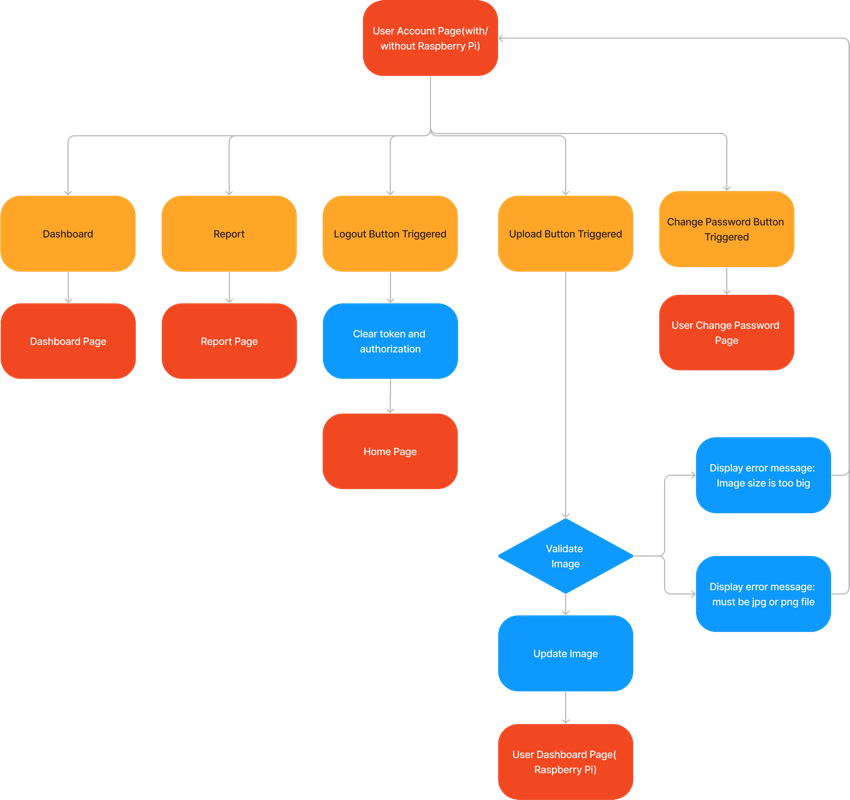 User Account Page(with/
without Raspberry Pi)
Dashboard
Report
Logout Button Triggered
Upload Button Triggered
Change Password Button
Triggered
Dashboard Page
Report Page
Clear token and
authorization
User Change Password
Page
Home Page
Display error message:
Image size is too big
Validate
Image
Display error message:
must be jpg or png file
Update Image
User Dashboard Page(
Raspberry Pi)